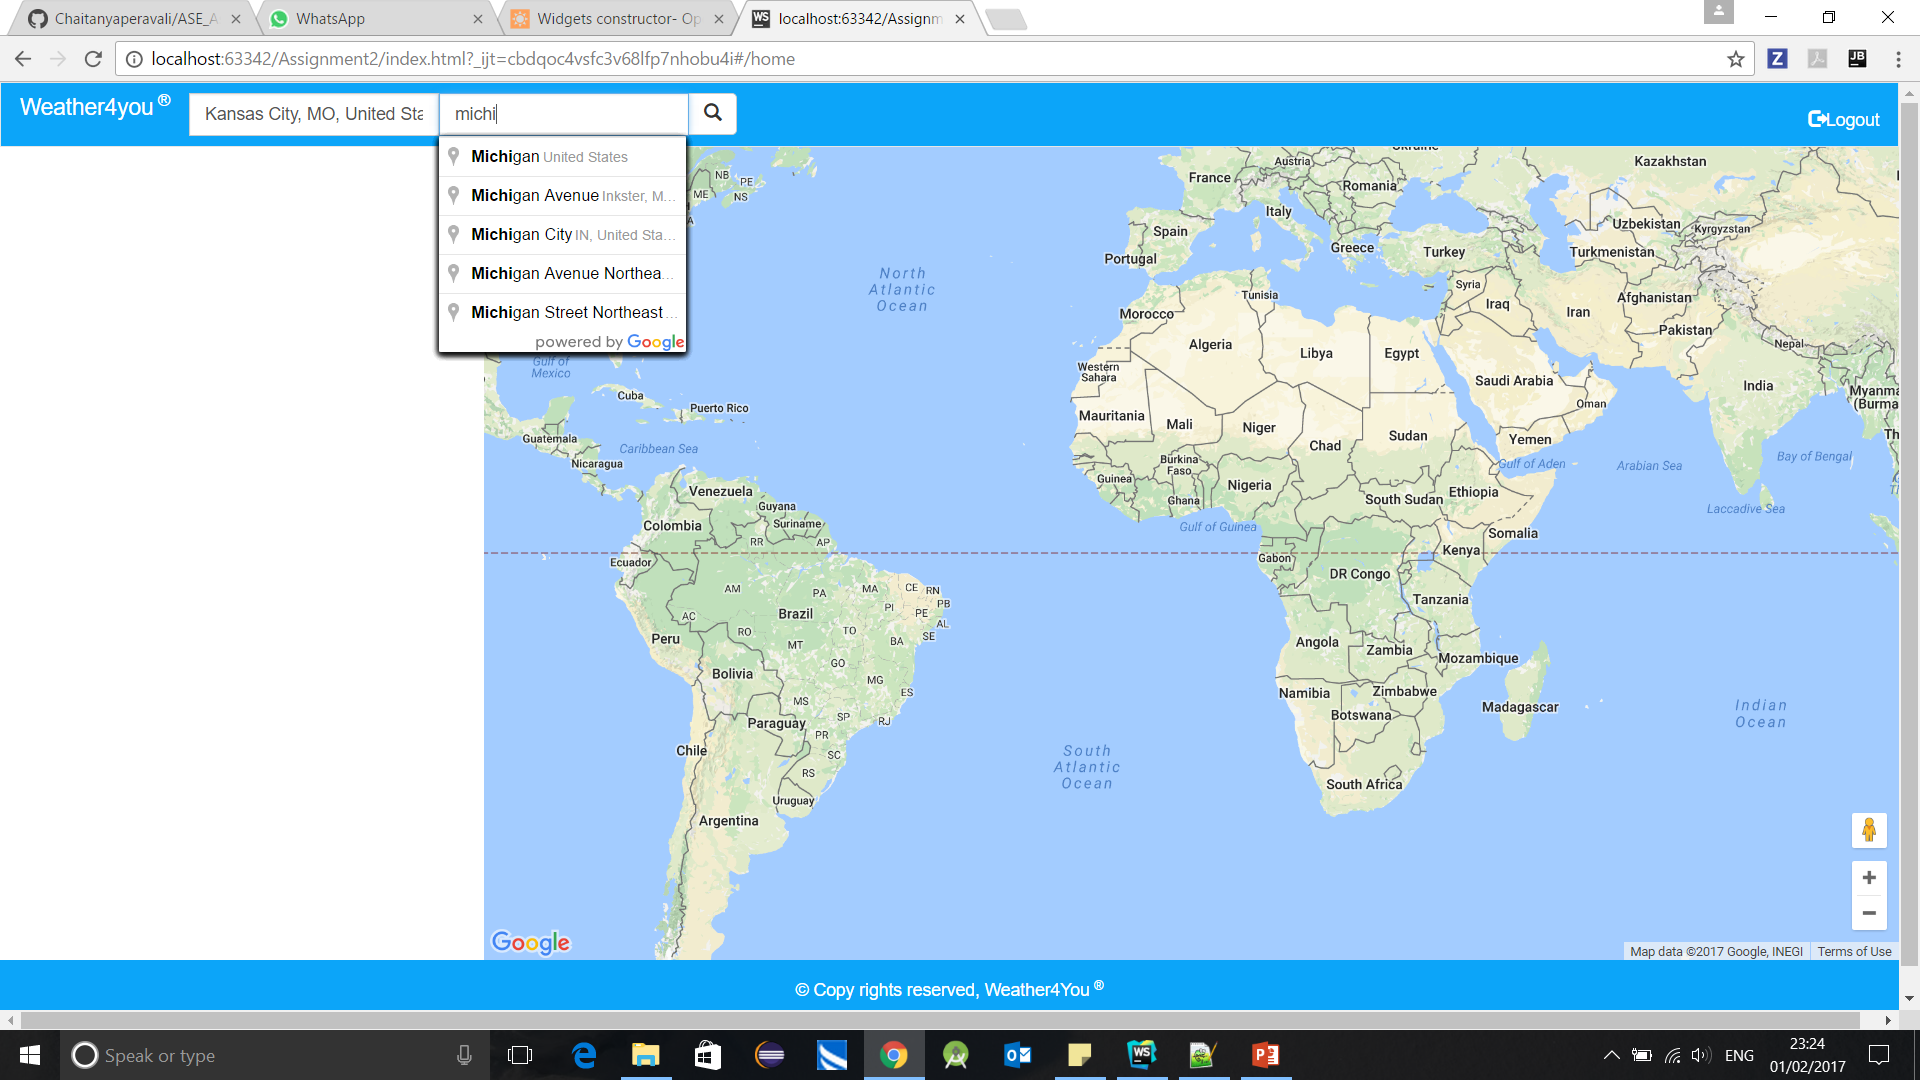 Chaitanyaperavali/ASE_A
WhatsApp
Widgets constructor- Op
localhost:63342/Assignm
localhost:63342/Assignment2/index.html?_ijt=cbdqoc4vsfc3v68lfp7nhobu4i#/home
Weather4you ®
Kansas City, MO, United Sta
michi
Logout
Michigan United States
Michigan Avenue Inkster, M...
Michigan City IN, United Sta...
Michigan Avenue Northea...
Michigan Street Northeast...
powered by Google
Ukraine
Kazakhstan
Austria
France
Romania
NB
PE
ME
NS
Italy
Uzbekistan
Kyrgyzstan
Spain
Greece
Turkey
Turkmenistan
Portugal
North Atlantic Ocean
Syria
Tunisia
Iraq
Iran
Afghanistan
Morocco
Pakistan
Nepal
Algeria
Libya
Egypt
Gulf of Mexico
Western Sahara
Saudi Arabia
India
Myanma
(Burma
Cuba
Puerto Rico
Oman
Mauritania
Mali
Niger
Chad
Sudan
Yemen
Th
Guatemala
Caribbean Sea
Nicaragua
Burkina Faso
Gulf of Aden
Arabian Sea
Bay of Bengal
Guinea
Nigeria
Ghana
South Sudan
Ethiopia
Venezuela
Guyana
Suriname
Colombia
Gulf of Guinea
Laccadive Sea
Somalia
RR
AP
Ecuador
Gabon
Kenya
DR Congo
AM
PA
MA
CE
RN
PB
PI
PE
AL
Tanzania
AC
Brazil
Peru
RO
TO
BA
SE
MT
Angola
Zambia
Mozambique
GO
Bolivia
MG
ES
Namibia
Zimbabwe
Madagascar
MS
SP
RJ
Botswana
Indian Ocean
Paraguay
PR
Chile
SC
South Atlantic Ocean
RS
South Africa
Uruguay
Argentina
Google
Map data ©2017 Google, INEGI
Terms of Use
© Copy rights reserved, Weather4You ®
Speak or type
ENG
23:24
01/02/2017